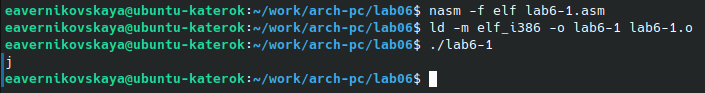 eavernikovskaya@ubuntu-katerok:~/work/arch-pc/lab06$ nasm -f elf lab6-1.asm
eavernikovskaya@ubuntu-katerok:~/work/arch-pc/lab06$ ld -m elf_i386 -o lab6-1 lab6-1.o
eavernikovskaya@ubuntu-katerok:~/work/arch-pc/lab06$ ./lab6-1
j
eavernikovskaya@ubuntu-katerok:~/work/arch-pc/lab06$